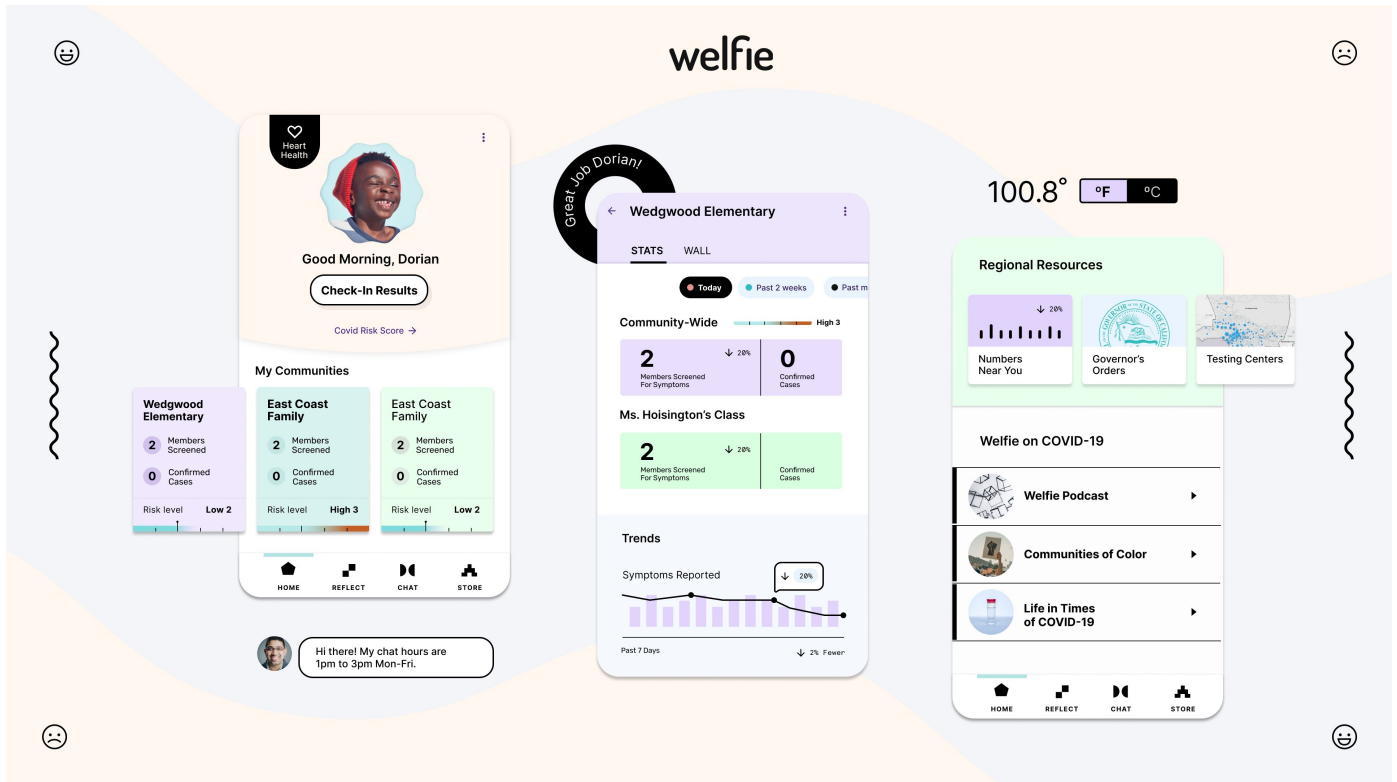 welfie
Heart
Health
Good Morning, Dorian
Check-In Results
Covid Risk Score →
My Communities
Wedgwood
Elementary
2 Members
Screened
0 Confirmed
Cases
Risk level Low 2
East Coast
Family
2 Members
Screened
0 Confirmed
Cases
Risk level High 3
East Coast
Family
2 Members
Screened
0 Confirmed
Cases
Risk level Low 2
HOME REFLECT CHAT STORE
Hi there! My chat hours are
1pm to 3pm Mon-Fri.
Great Job Dorian!
← Wedgwood Elementary
STATS WALL
Today Past 2 weeks Past m
Community-Wide High 3
2 ↓ 20% 0
Members Screened
For Symptoms
Confirmed
Cases
Ms. Hoisington's Class
2 ↓ 20%
Members Screened
For Symptoms
Confirmed
Cases
Trends
Symptoms Reported ↓ 20%
Past 7 Days ↓ 2% Fewer
100.8° °F °C
Regional Resources
↓ 20%
Numbers
Near You
GOVERNOR OF THE STATE OF CALIFO
Governor's
Orders
Testing Centers
Welfie on COVID-19
Welfie Podcast
Communities of Color
Life in Times
of COVID-19
HOME REFLECT CHAT STORE